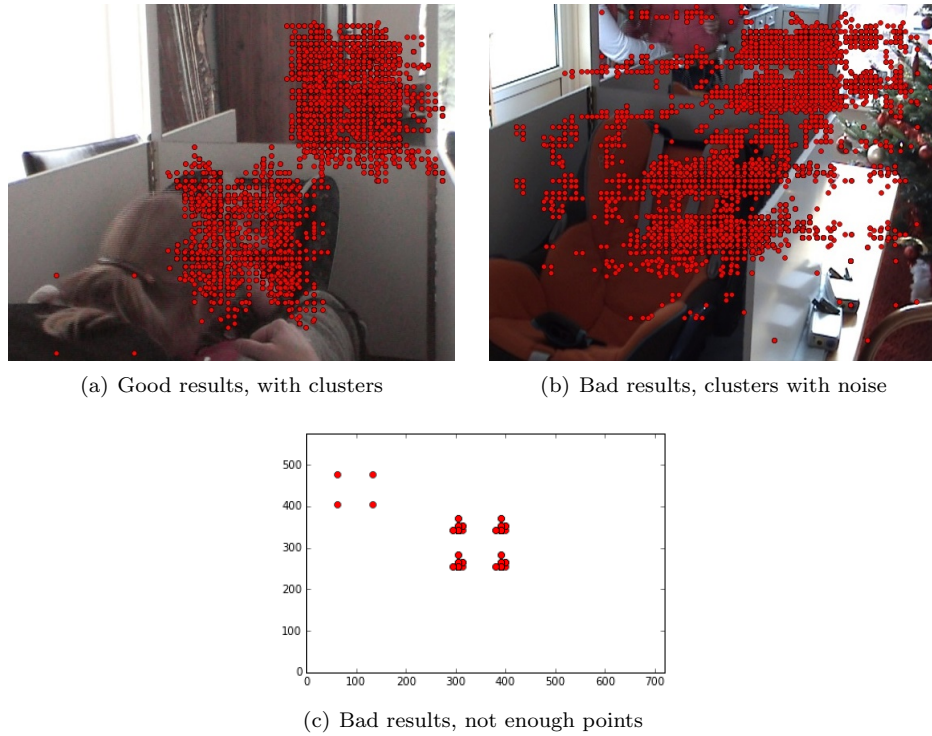 (a) Good results, with clusters
(b) Bad results, clusters with noise
500
400
300
200
100
0
0 100 200 300 400 500 600 700
(c) Bad results, not enough points